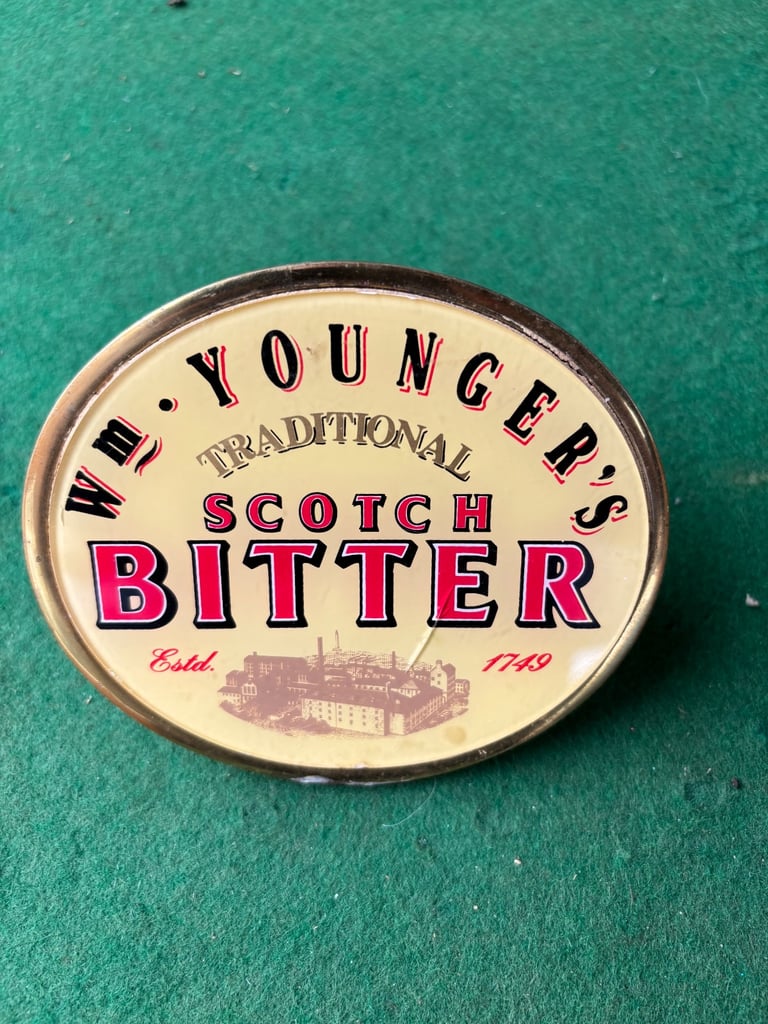 Wm · YOUNGER'S
TRADITIONAL
SCOTCH
BITTER
Estd. 1749